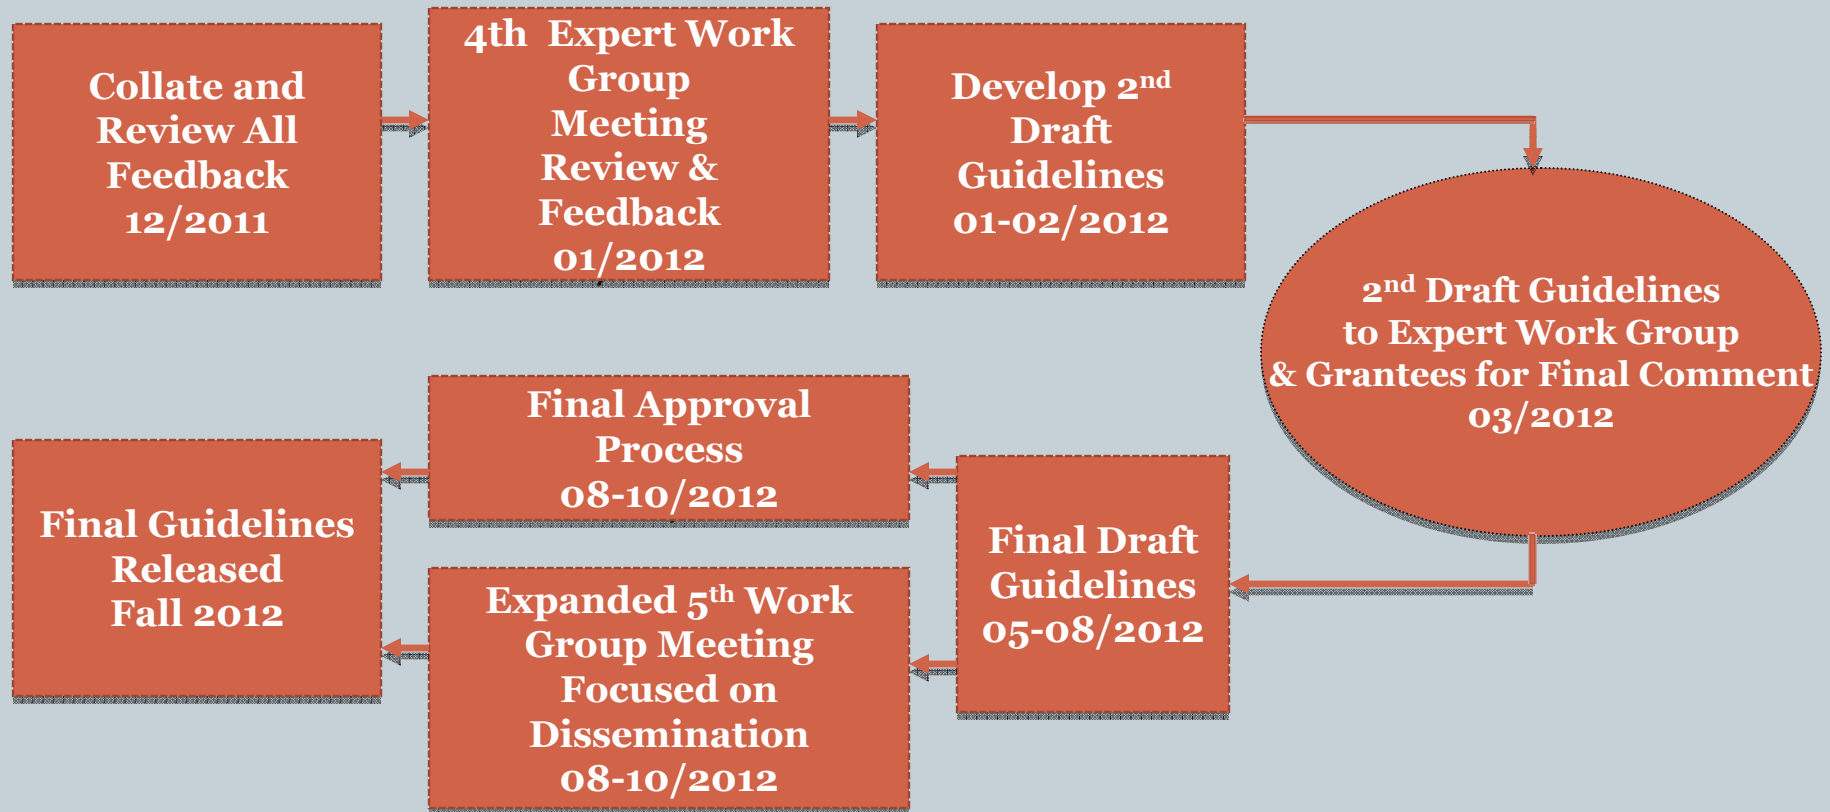 Collate and
Review All
Feedback
12/2011
4th Expert Work
Group
Meeting
Review &
Feedback
01/2012
Develop 2nd
Draft
Guidelines
01-02/2012
2nd Draft Guidelines
to Expert Work Group
& Grantees for Final Comment
03/2012
Final Draft
Guidelines
05-08/2012
Final Approval
Process
08-10/2012
Expanded 5th Work
Group Meeting
Focused on
Dissemination
08-10/2012
Final Guidelines
Released
Fall 2012